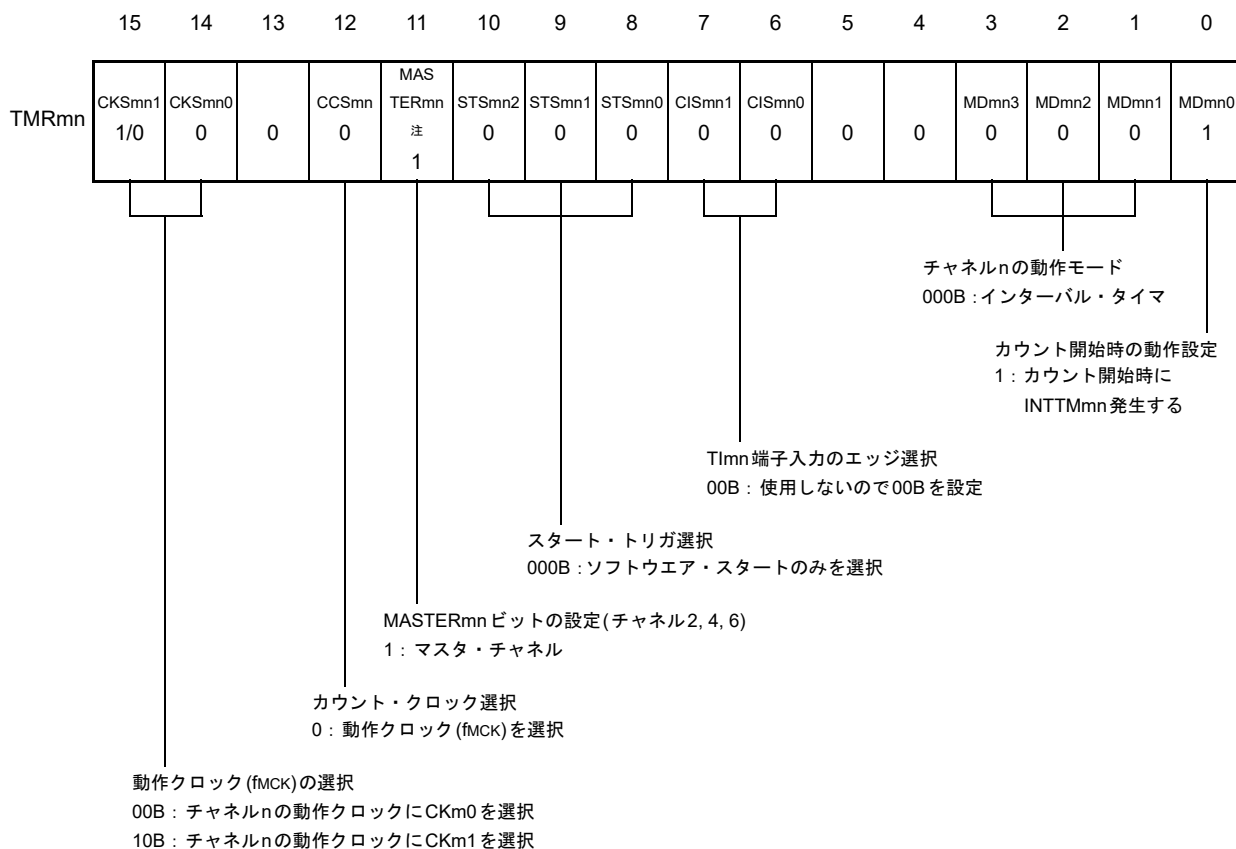 15 14 13 12 11 10 9 8 7 6 5 4 3 2 1 0
TMRmn
CKSmn1 CKSmn0 CCSmn MAS TERmn 注 STSmn2 STSmn1 STSmn0 CISmn1 CISmn0 MDmn3 MDmn2 MDmn1 MDmn0
1/0 0 0 0 1 0 0 0 0 0 0 0 0 0 0 1
チャネルnの動作モード
000B : インターバル・タイマ
カウント開始時の動作設定
1 : カウント開始時に
INTTMmn発生する
TImn端子入力のエッジ選択
00B : 使用しないので00Bを設定
スタート・トリガ選択
000B : ソフトウエア・スタートのみを選択
MASTERmnビットの設定(チャネル2, 4, 6)
1 : マスタ・チャネル
カウント・クロック選択
0 : 動作クロック(fMCK)を選択
動作クロック(fMCK)の選択
00B : チャネルnの動作クロックにCKm0を選択
10B : チャネルnの動作クロックにCKm1を選択